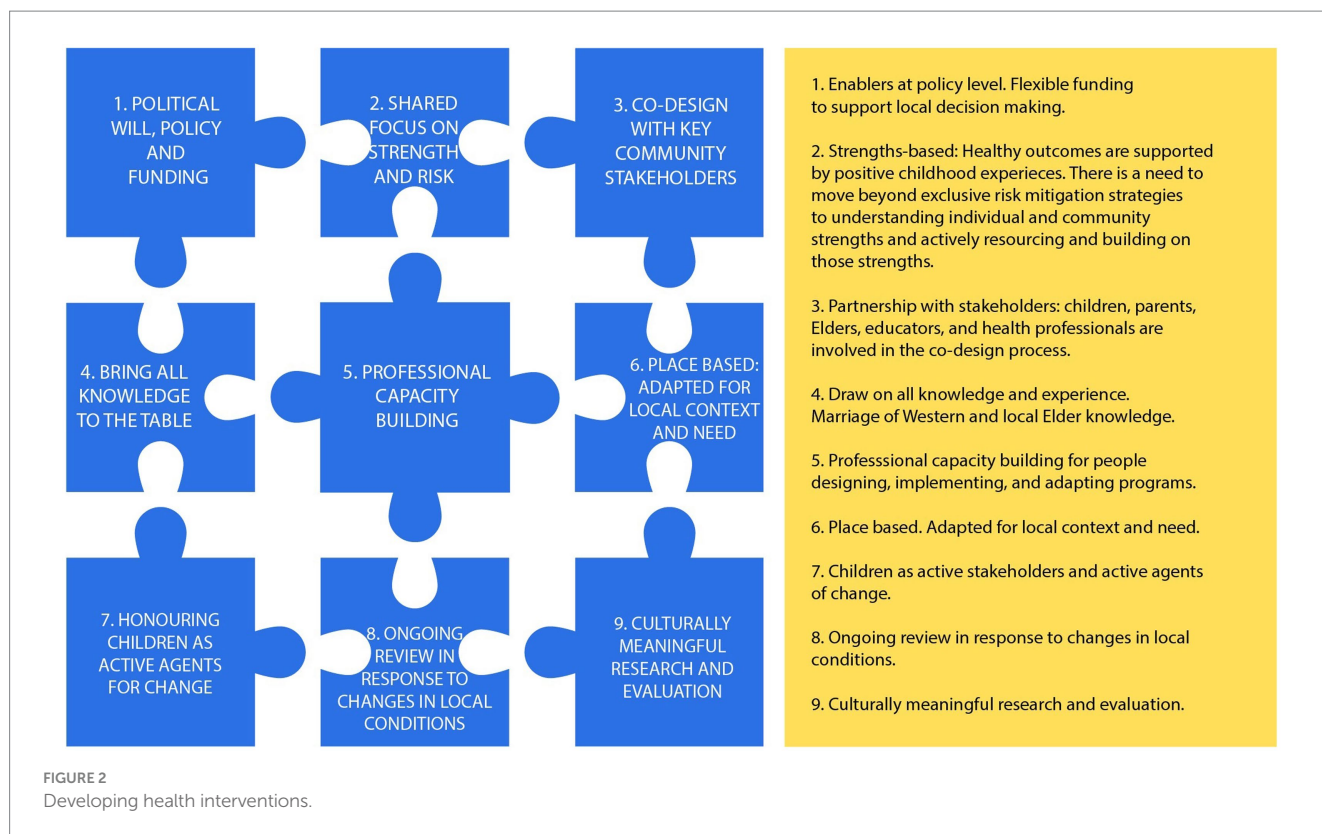 1. POLITICAL
WILL, POLICY
AND
FUNDING
2. SHARED
FOCUS ON
STRENGTH
AND RISK
3. CO-DESIGN
WITH KEY
COMMUNITY
STAKEHOLDERS
4. BRING ALL
KNOWLEDGE
TO THE TABLE
5. PROFESSIONAL
CAPACITY
BUILDING
6. PLACE BASED:
ADAPTED FOR
LOCAL CONTEXT
AND NEED
7. HONOURING
CHILDREN AS
ACTIVE AGENTS
FOR CHANGE
8. ONGOING
REVIEW IN
RESPONSE TO
CHANGES IN LOCAL
CONDITIONS
9. CULTURALLY
MEANINGFUL
RESEARCH AND
EVALUATION
1. Enablers at policy level. Flexible funding
to support local decision making.
2. Strengths-based: Healthy outcomes are supported
by positive childhood experieces. There is a need to
move beyond exclusive risk mitigation strategies
to understanding individual and community
strengths and actively resourcing and building on
those strengths.
3. Partnership with stakeholders: children, parents,
Elders, educators, and health professionals are
involved in the co-design process.
4. Draw on all knowledge and experience.
Marriage of Western and local Elder knowledge.
5. Professsional capacity building for people
designing, implementing, and adapting programs.
6. Place based. Adapted for local context and need.
7. Children as active stakeholders and active agents
of change.
8. Ongoing review in response to changes in local
conditions.
9. Culturally meaningful research and evaluation.
FIGURE 2
Developing health interventions.